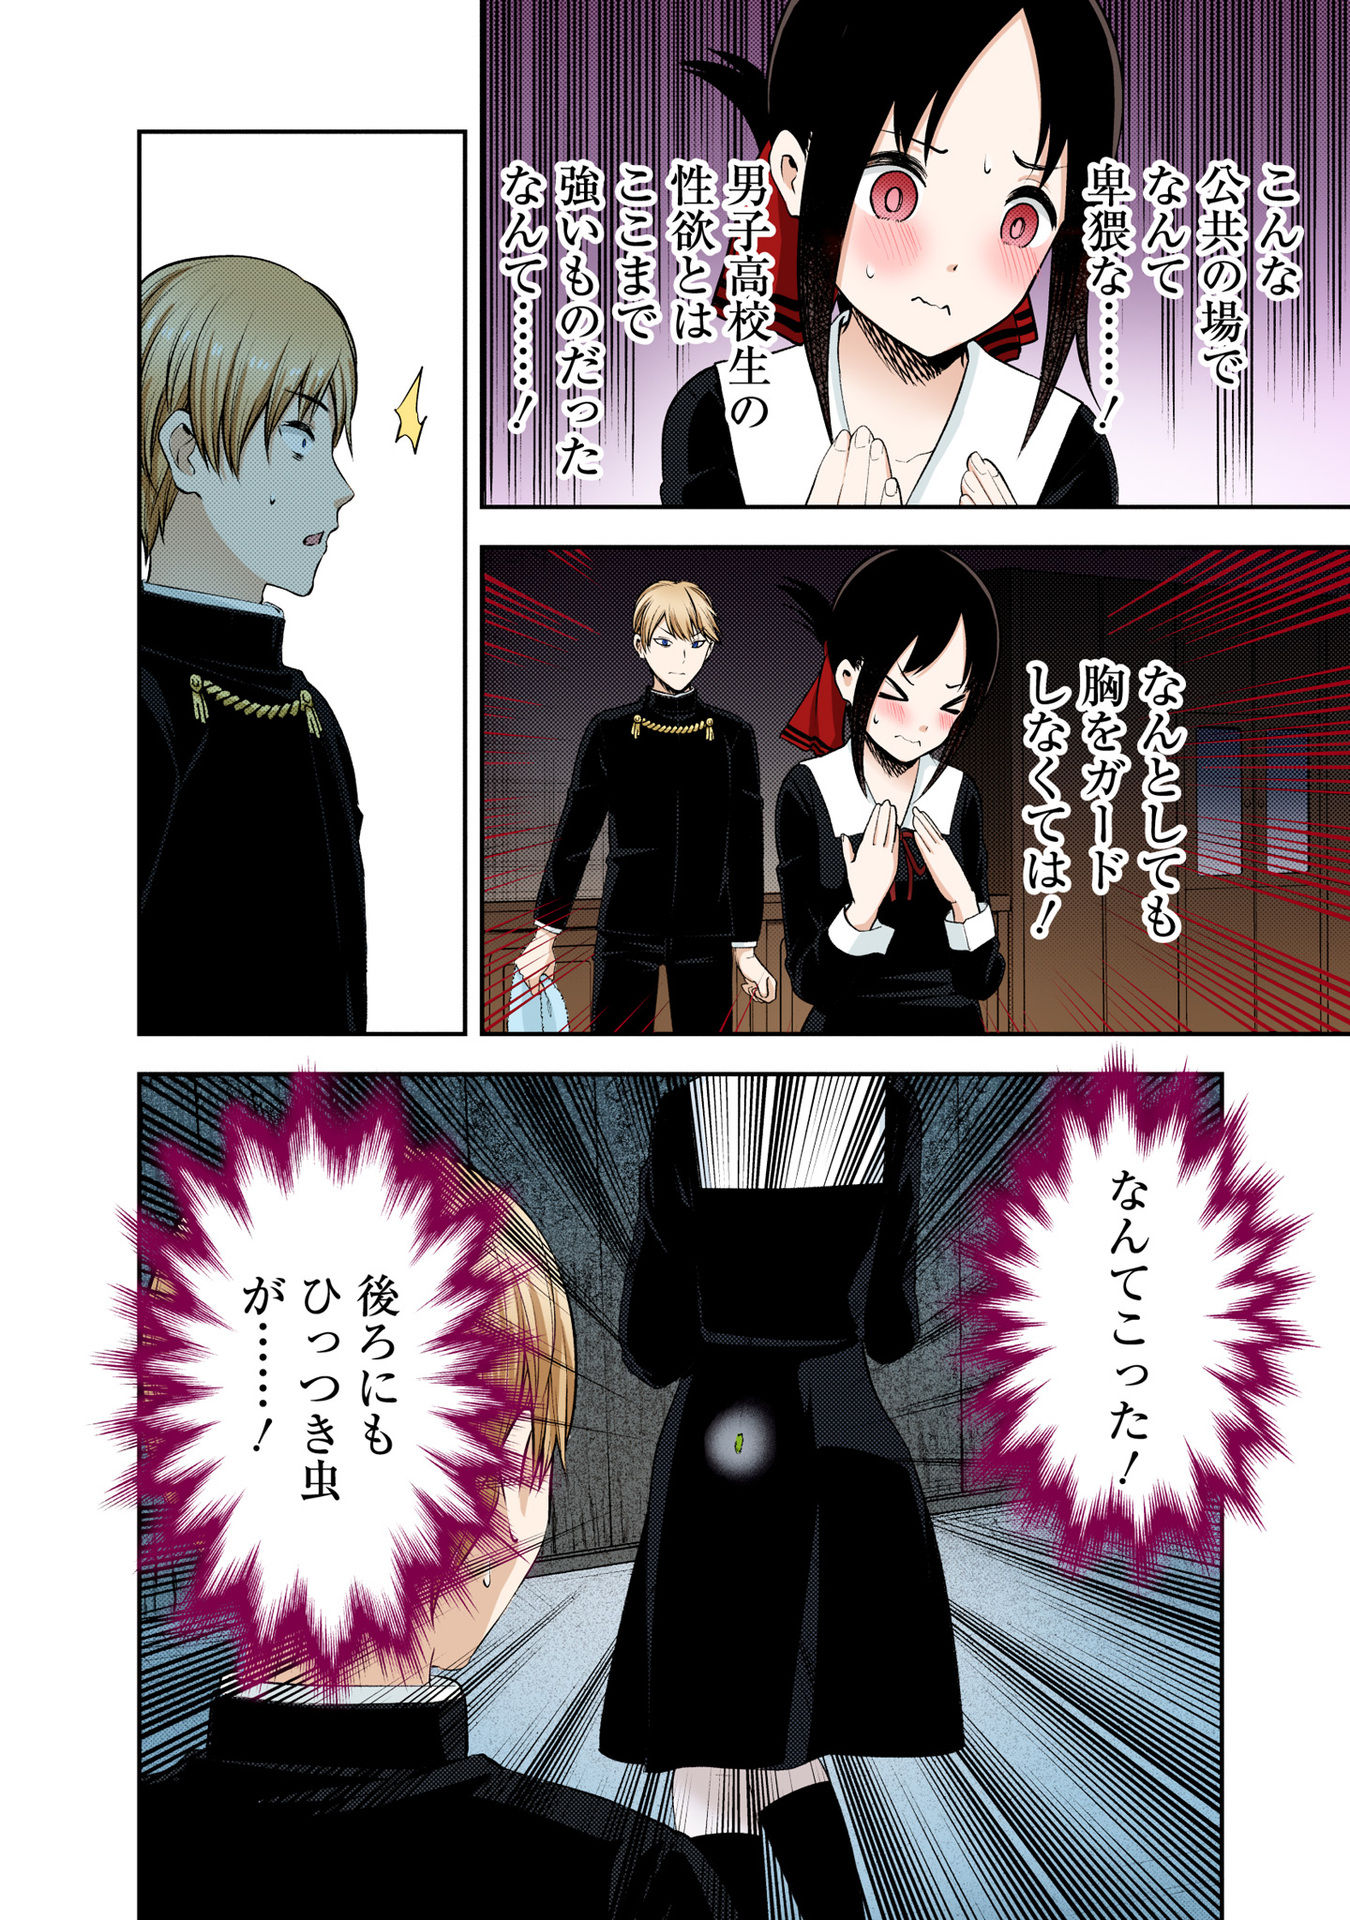 こんな
公共の場で
なんて
卑猥な……！
男子高校生の
性欲とは
ここまで
強いものだった
なんて……！
なんとしても
胸をガード
しなくては！
なんてこった！
後ろにも
ひっつき虫
が……！